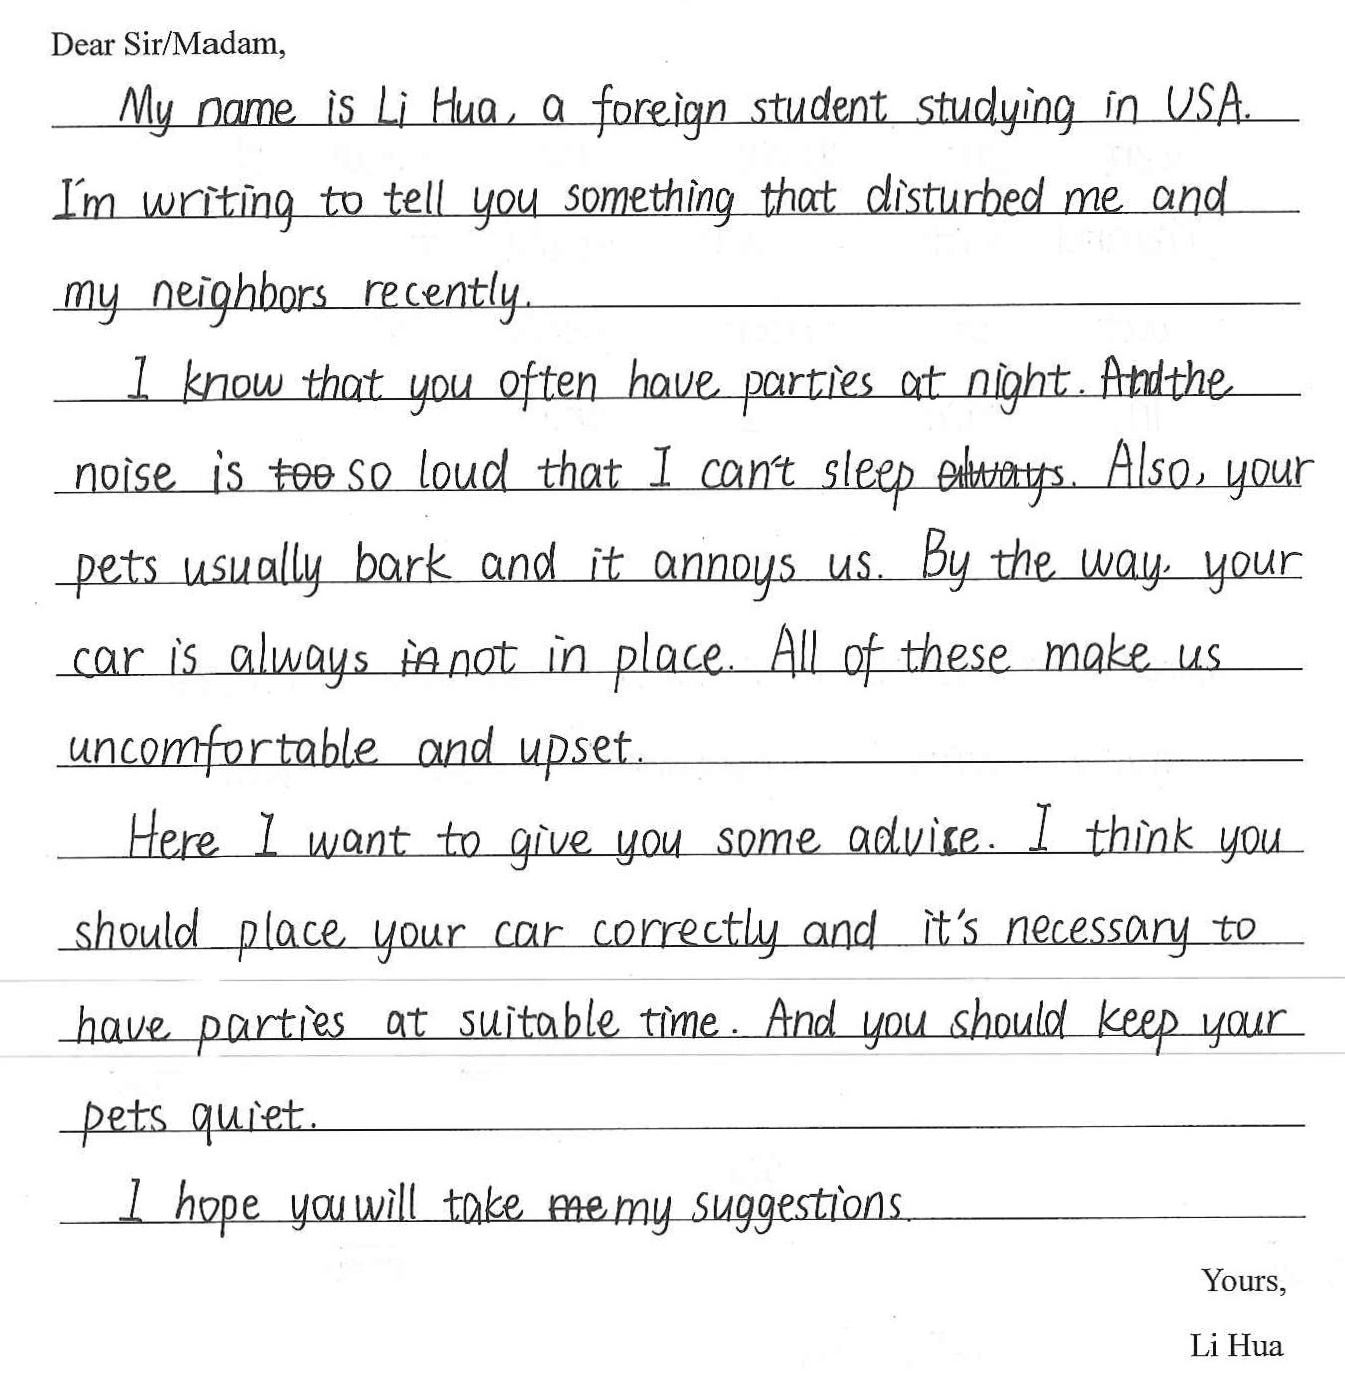 Dear Sir/Madam,
My name is Li Hua, a foreign student studying in USA.
I'm writing to tell you something that disturbed me and
my neighbors recently.
I know that you often have parties at night. And the
noise is too so loud that I can't sleep always. Also, your
pets usually bark and it annoys us. By the way, your
car is always in not in place. All of these make us
uncomfortable and upset.
Here I want to give you some advice. I think you
should place your car correctly and it's necessary to
have parties at suitable time. And you should keep your
pets quiet.
I hope you will take me my suggestions.
Yours,
Li Hua